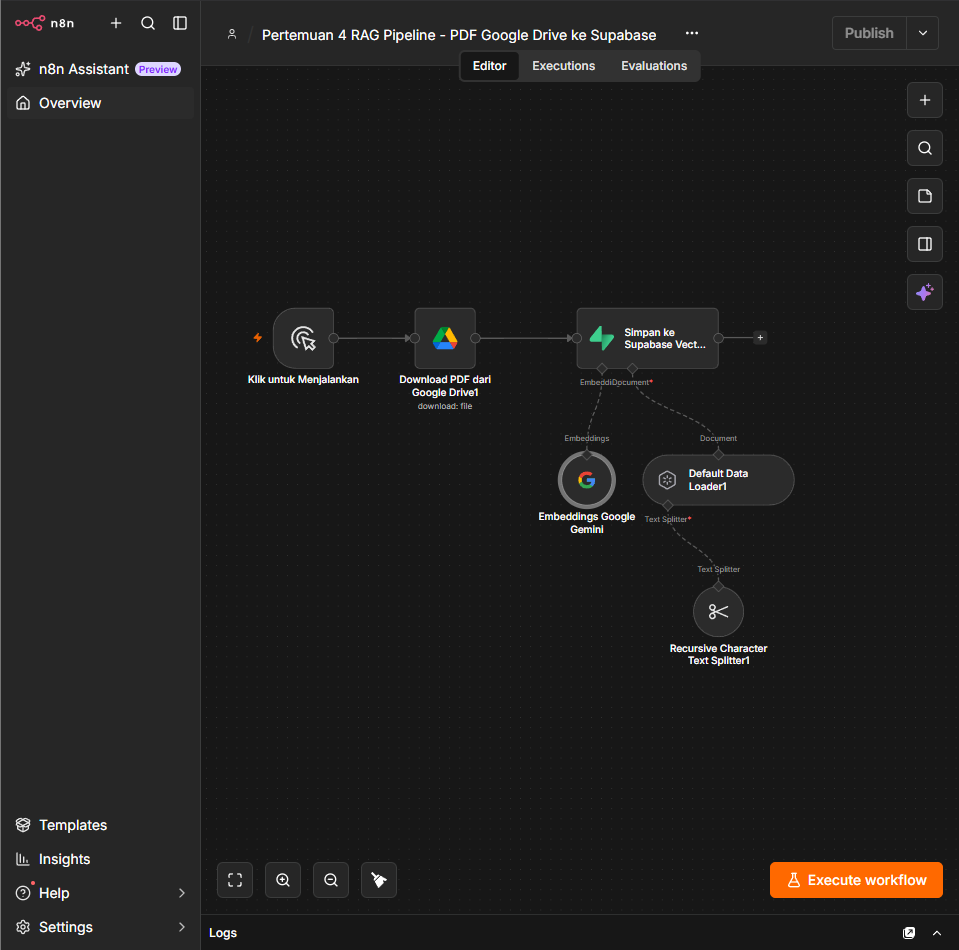 n8n
Pertemuan 4 RAG Pipeline - PDF Google Drive ke Supabase
Publish
n8n Assistant
Preview
Overview
Editor
Executions
Evaluations
Klik untuk Menjalankan
Download PDF dari
Google Drive1
download: file
Simpan ke
Supabase Vect...
EmbeddiDocument*
Embeddings
Document
Embeddings Google
Gemini
Default Data
Loader1
Text Splitter*
Text Splitter
Recursive Character
Text Splitter1
Templates
Insights
Help
Settings
Execute workflow
Logs